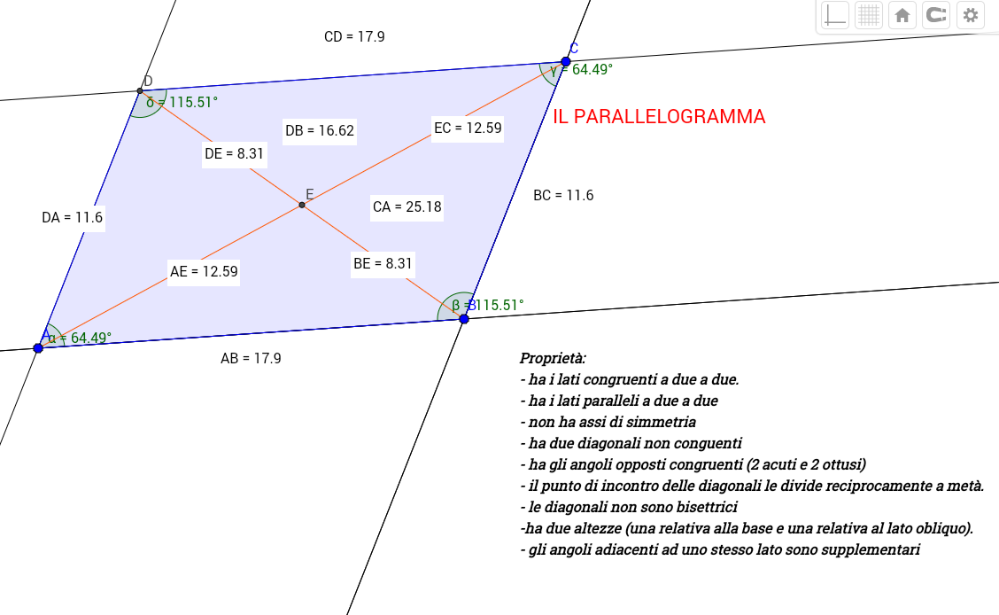 CD = 17.9
C
γ = 64.49°
D
δ = 115.51°
IL PARALLELOGRAMMA
DB = 16.62
EC = 12.59
DE = 8.31
E
BC = 11.6
CA = 25.18
DA = 11.6
BE = 8.31
AE = 12.59
β = 115.51°
B
A
α = 64.49°
AB = 17.9
Proprietà:
- ha i lati congruenti a due a due.
- ha i lati paralleli a due a due
- non ha assi di simmetria
- ha due diagonali non conguenti
- ha gli angoli opposti congruenti (2 acuti e 2 ottusi)
- il punto di incontro delle diagonali le divide reciprocamente a metà.
- le diagonali non sono bisettrici
-ha due altezze (una relativa alla base e una relativa al lato obliquo).
- gli angoli adiacenti ad uno stesso lato sono supplementari